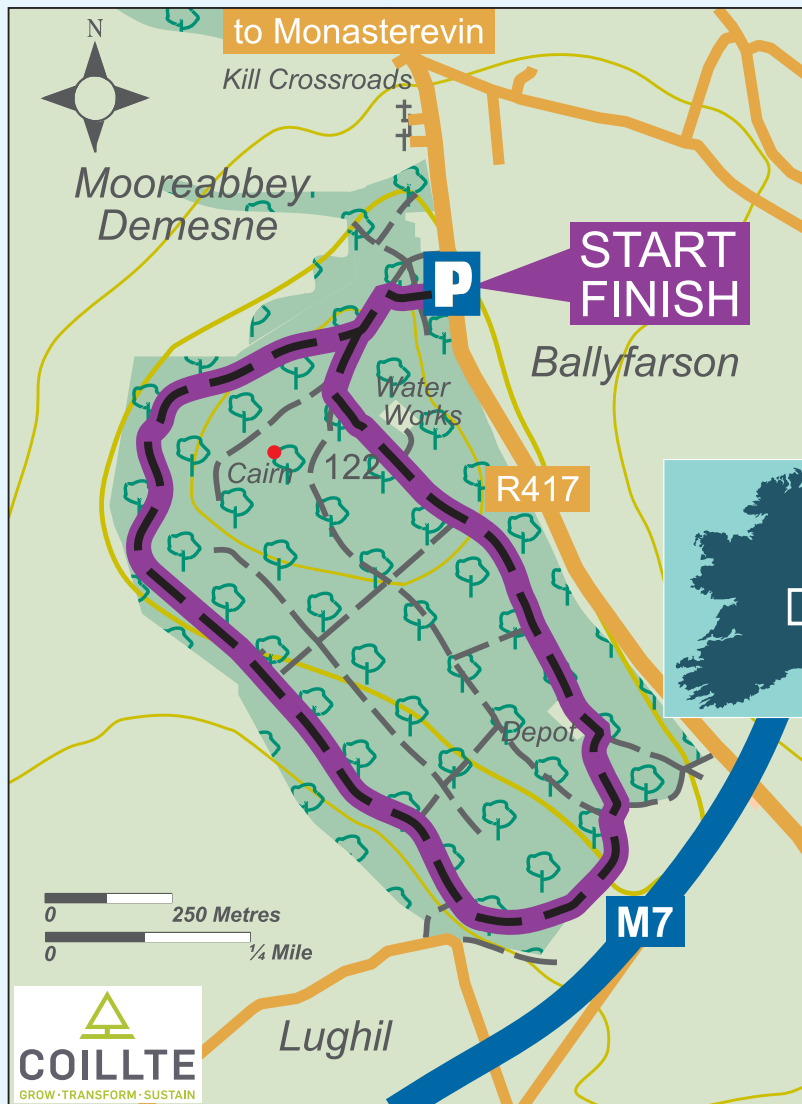 N
to Monasterevin
Kill Crossroads
Mooreabbey
Demesne
P
START
FINISH
Ballyfarson
Water
Works
Cairn
122
R417
Depot
0
250 Metres
0
¼ Mile
M7
Lughil
COILLTE
GROW·TRANSFORM·SUSTAIN